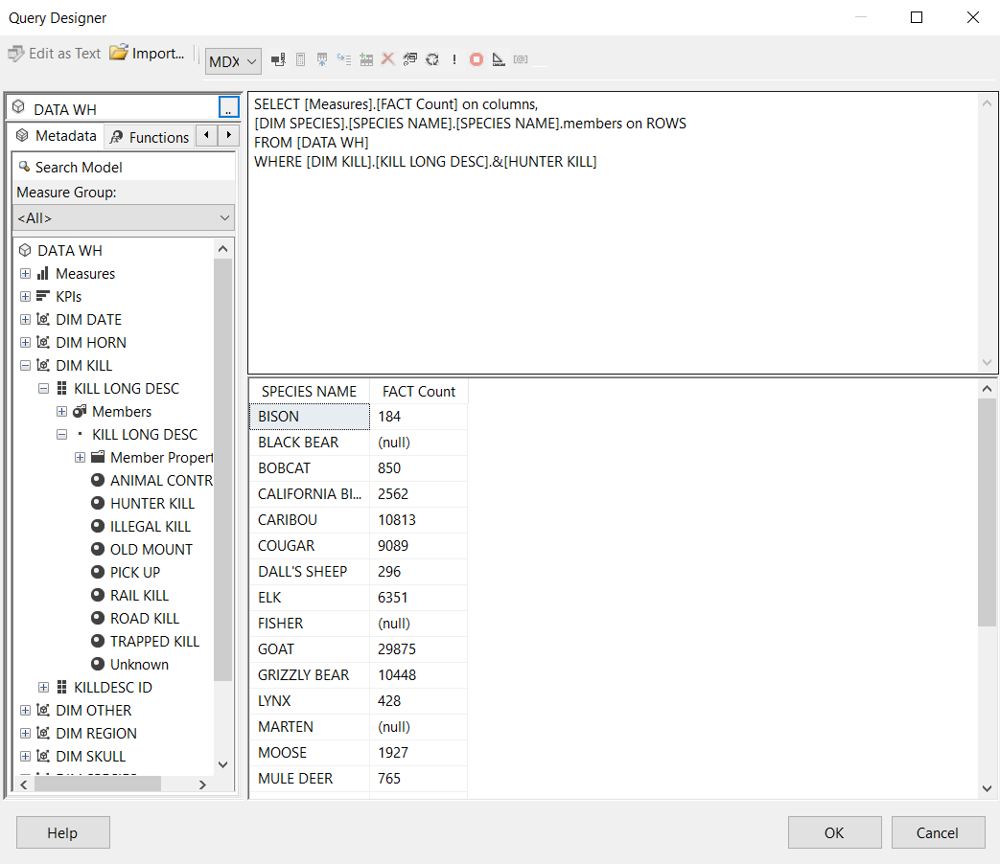 Query Designer
Edit as Text Import... MDX
DATA WH ..
Metadata Functions
Search Model
Measure Group:
<All>
DATA WH
Measures
KPIs
DIM DATE
DIM HORN
DIM KILL
KILL LONG DESC
Members
KILL LONG DESC
Member Propert
ANIMAL CONTR
HUNTER KILL
ILLEGAL KILL
OLD MOUNT
PICK UP
RAIL KILL
ROAD KILL
TRAPPED KILL
Unknown
KILLDESC ID
DIM OTHER
DIM REGION
DIM SKULL
SELECT [Measures].[FACT Count] on columns,
[DIM SPECIES].[SPECIES NAME].[SPECIES NAME].members on ROWS
FROM [DATA WH]
WHERE [DIM KILL].[KILL LONG DESC].&[HUNTER KILL]
SPECIES NAME FACT Count
BISON 184
BLACK BEAR (null)
BOBCAT 850
CALIFORNIA BI... 2562
CARIBOU 10813
COUGAR 9089
DALL'S SHEEP 296
ELK 6351
FISHER (null)
GOAT 29875
GRIZZLY BEAR 10448
LYNX 428
MARTEN (null)
MOOSE 1927
MULE DEER 765
Help OK Cancel